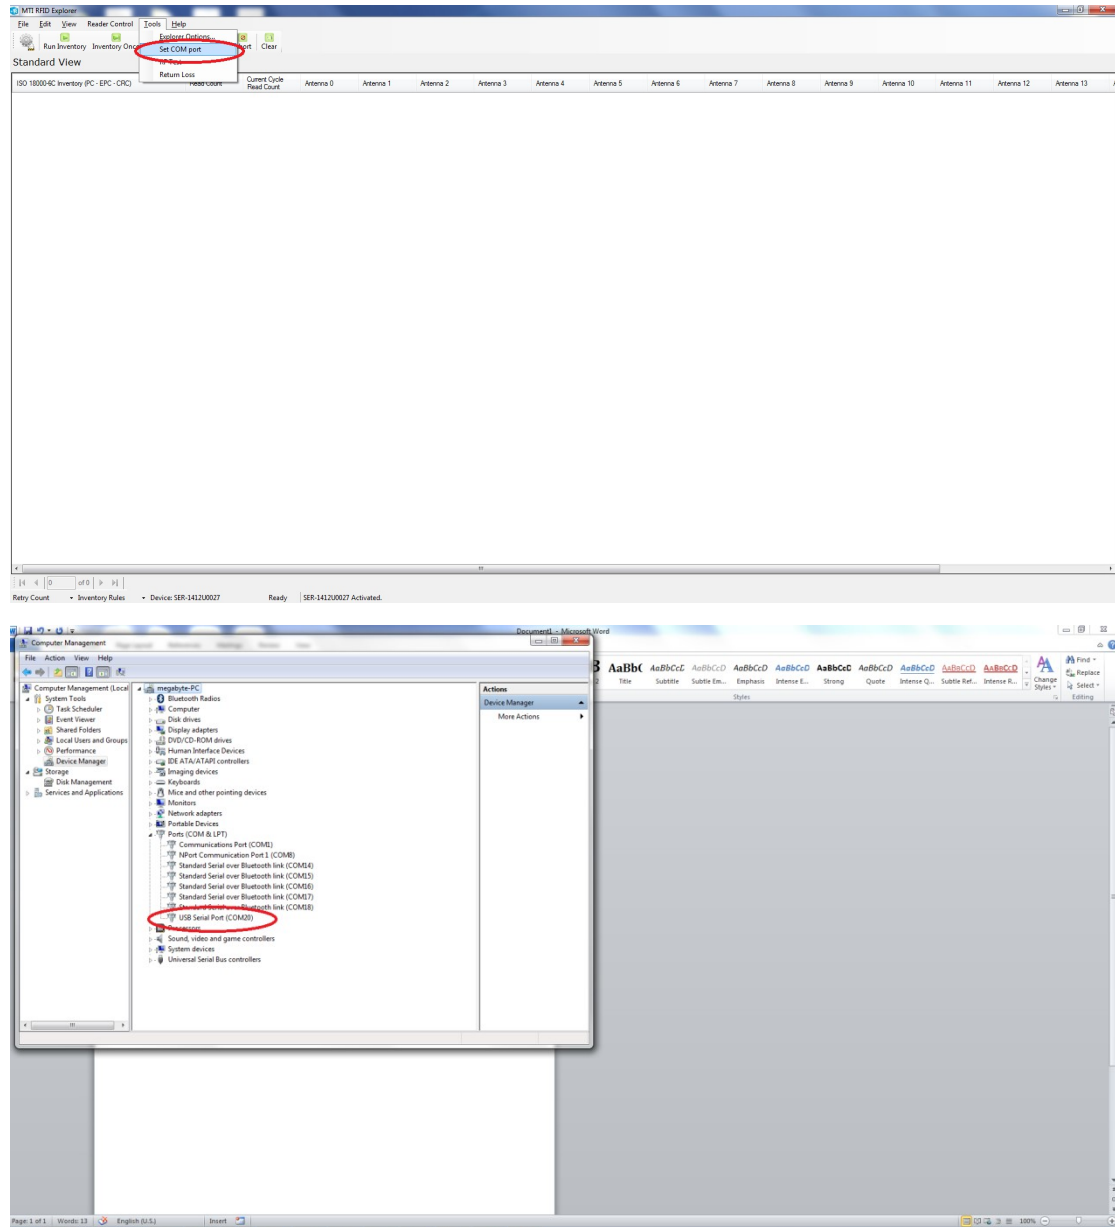 MTI RFID Explorer
File Edit View Reader Control Tools Help
Explorer Options...
Run Inventory Inventory Once Clear
Set COM port
Standard View
Return Loss
ISO 18000-6C Inventory (PC - EPC - CRC) Read Count Current Cycle Read Count Antenna 0 Antenna 1 Antenna 2 Antenna 3 Antenna 4 Antenna 5 Antenna 6 Antenna 7 Antenna 8 Antenna 9 Antenna 10 Antenna 11 Antenna 12 Antenna 13
0 of 0
Retry Count Inventory Rules Device: SER-1412U0027 Ready SER-1412U0027 Activated.
Document1 - Microsoft Word
Computer Management
File Action View Help
Computer Management (Local
System Tools
Task Scheduler
Event Viewer
Shared Folders
Local Users and Groups
Performance
Device Manager
Storage
Disk Management
Services and Applications
megabyte-PC
Bluetooth Radios
Computer
Disk drives
Display adapters
DVD/CD-ROM drives
Human Interface Devices
IDE ATA/ATAPI controllers
Imaging devices
Keyboards
Mice and other pointing devices
Monitors
Network adapters
Portable Devices
Ports (COM & LPT)
Communications Port (COM1)
NPort Communication Port 1 (COM8)
Standard Serial over Bluetooth link (COM14)
Standard Serial over Bluetooth link (COM15)
Standard Serial over Bluetooth link (COM16)
Standard Serial over Bluetooth link (COM17)
Standard Serial over Bluetooth link (COM18)
USB Serial Port (COM20)
Processors
Sound, video and game controllers
System devices
Universal Serial Bus controllers
Actions
Device Manager
More Actions
AaBb( AaBbCcL AaBbCcD AaBbCcD AaBbCcD AaBbCcD AaBbCcD AaBbCcD AABBCCD AABBCCD
2 Title Subtitle Subtle Em... Emphasis Intense E... Strong Quote Intense Q... Subtle Ref... Intense R...
Change Styles
Styles
Find
Replace
Select
Editing
Page: 1 of 1 Words: 13 English (U.S.) Insert 100%